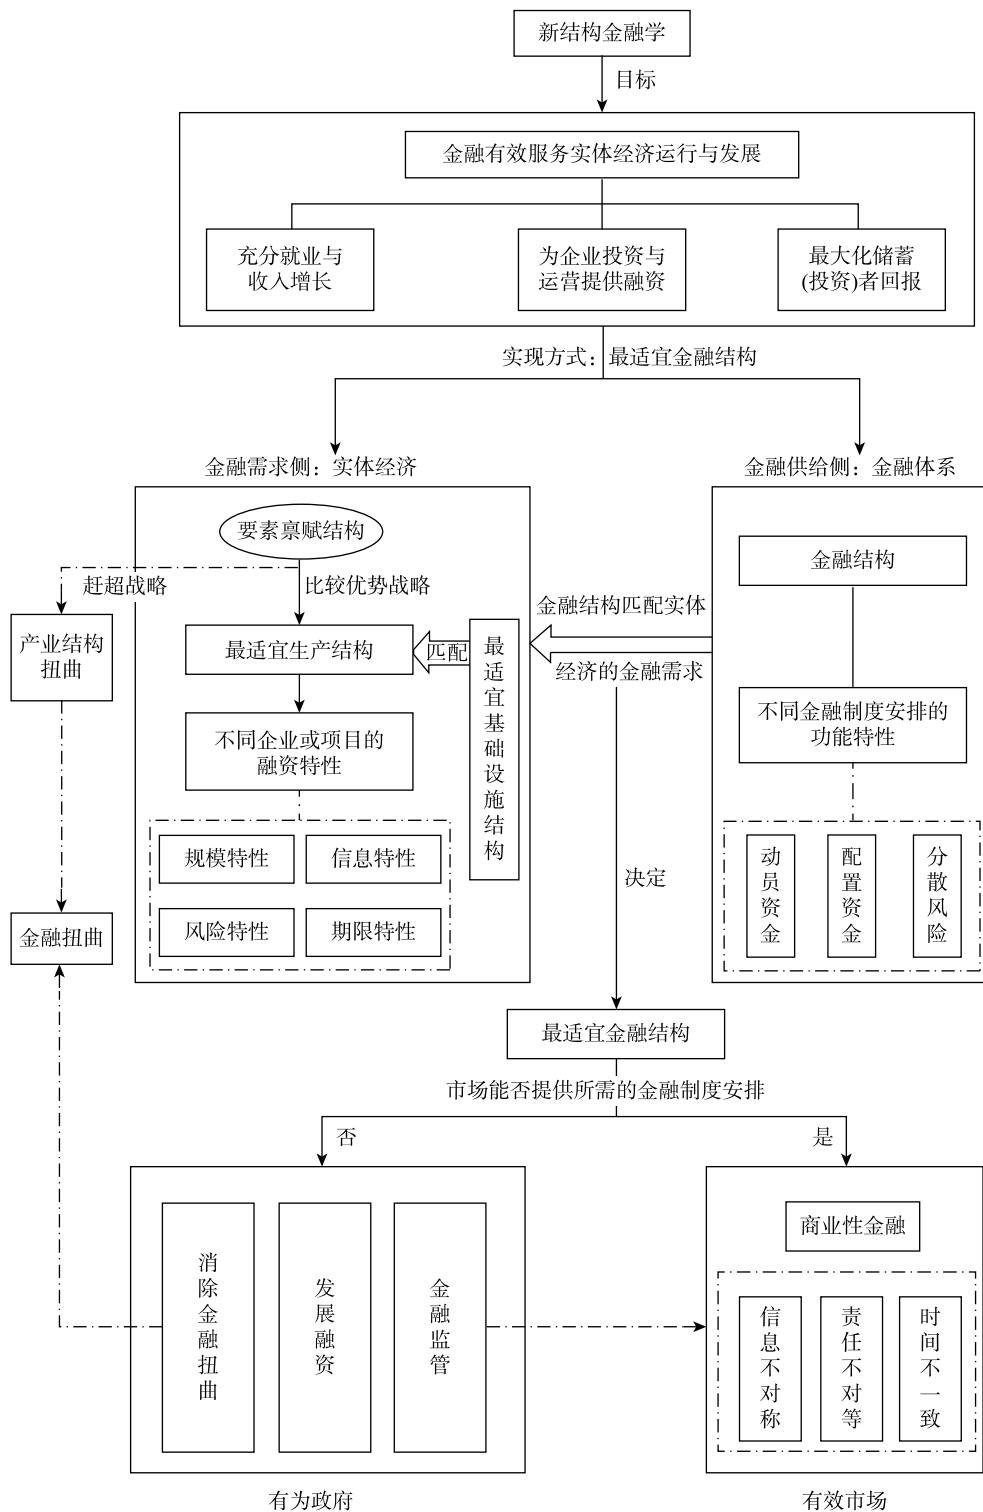 新结构金融学
目标
金融有效服务实体经济运行与发展
充分就业与
收入增长
为企业投资与
运营提供融资
最大化储蓄
(投资)者回报
实现方式：最适宜金融结构
金融需求侧：实体经济
金融供给侧：金融体系
要素禀赋结构
赶超战略
比较优势战略
产业结构
扭曲
最适宜生产结构
匹配
最适宜基础设施结构
不同企业或项目的
融资特性
规模特性
信息特性
风险特性
期限特性
金融扭曲
金融结构匹配实体
经济的金融需求
金融结构
不同金融制度安排的
功能特性
动员资金
配置资金
分散风险
决定
最适宜金融结构
市场能否提供所需的金融制度安排
否
是
消除金融扭曲
发展融资
金融监管
商业性金融
信息不对称
责任不对等
时间不一致
有为政府
有效市场